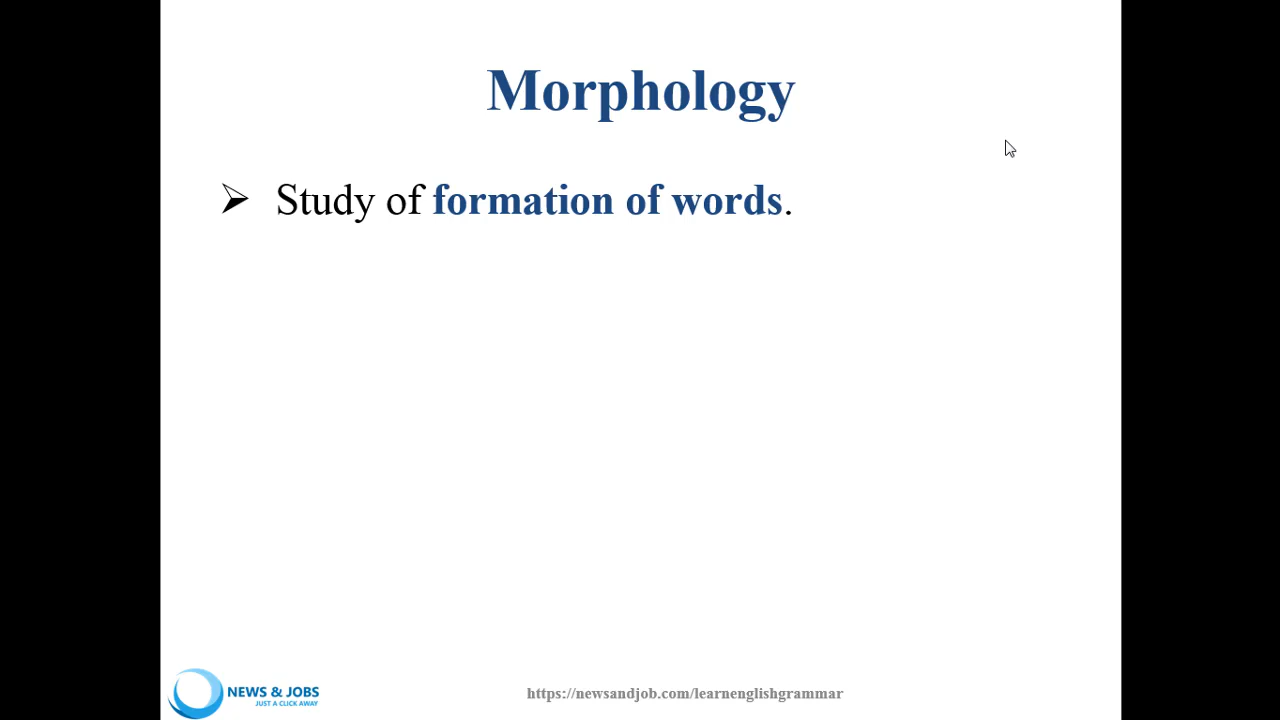 Morphology
➢ Study of formation of words.
NEWS & JOBS
JUST A CLICK AWAY
https://newsandjob.com/learnenglishgrammar